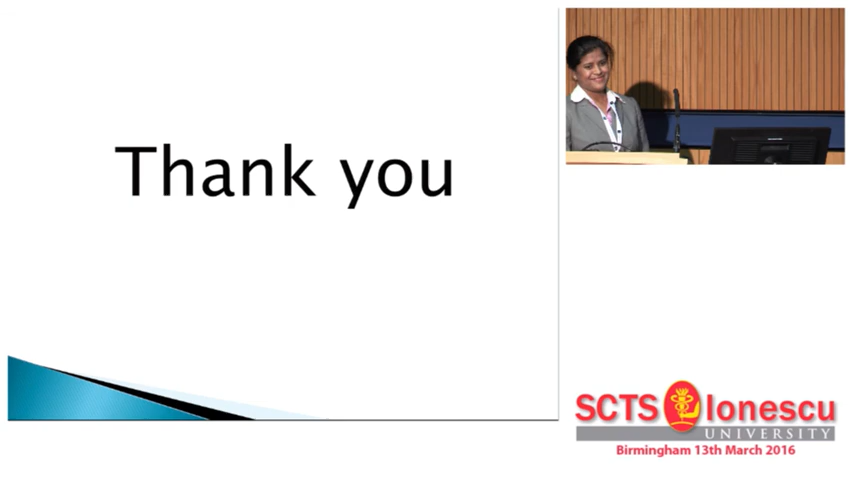 Thank you
SCTS Ionescu
UNIVERSITY
Birmingham 13th March 2016